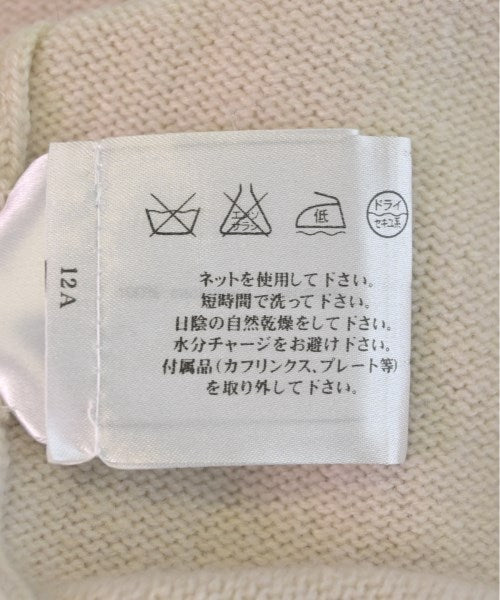 エンソ
サラシ
低
ドライ
セキユ系
ネットを使用して下さい。
短時間で洗って下さい。
日陰の自然乾燥をして下さい。
水分チャージをお避け下さい。
付属品(カフリンクス、プレート等)
を取り外して下さい。
12A